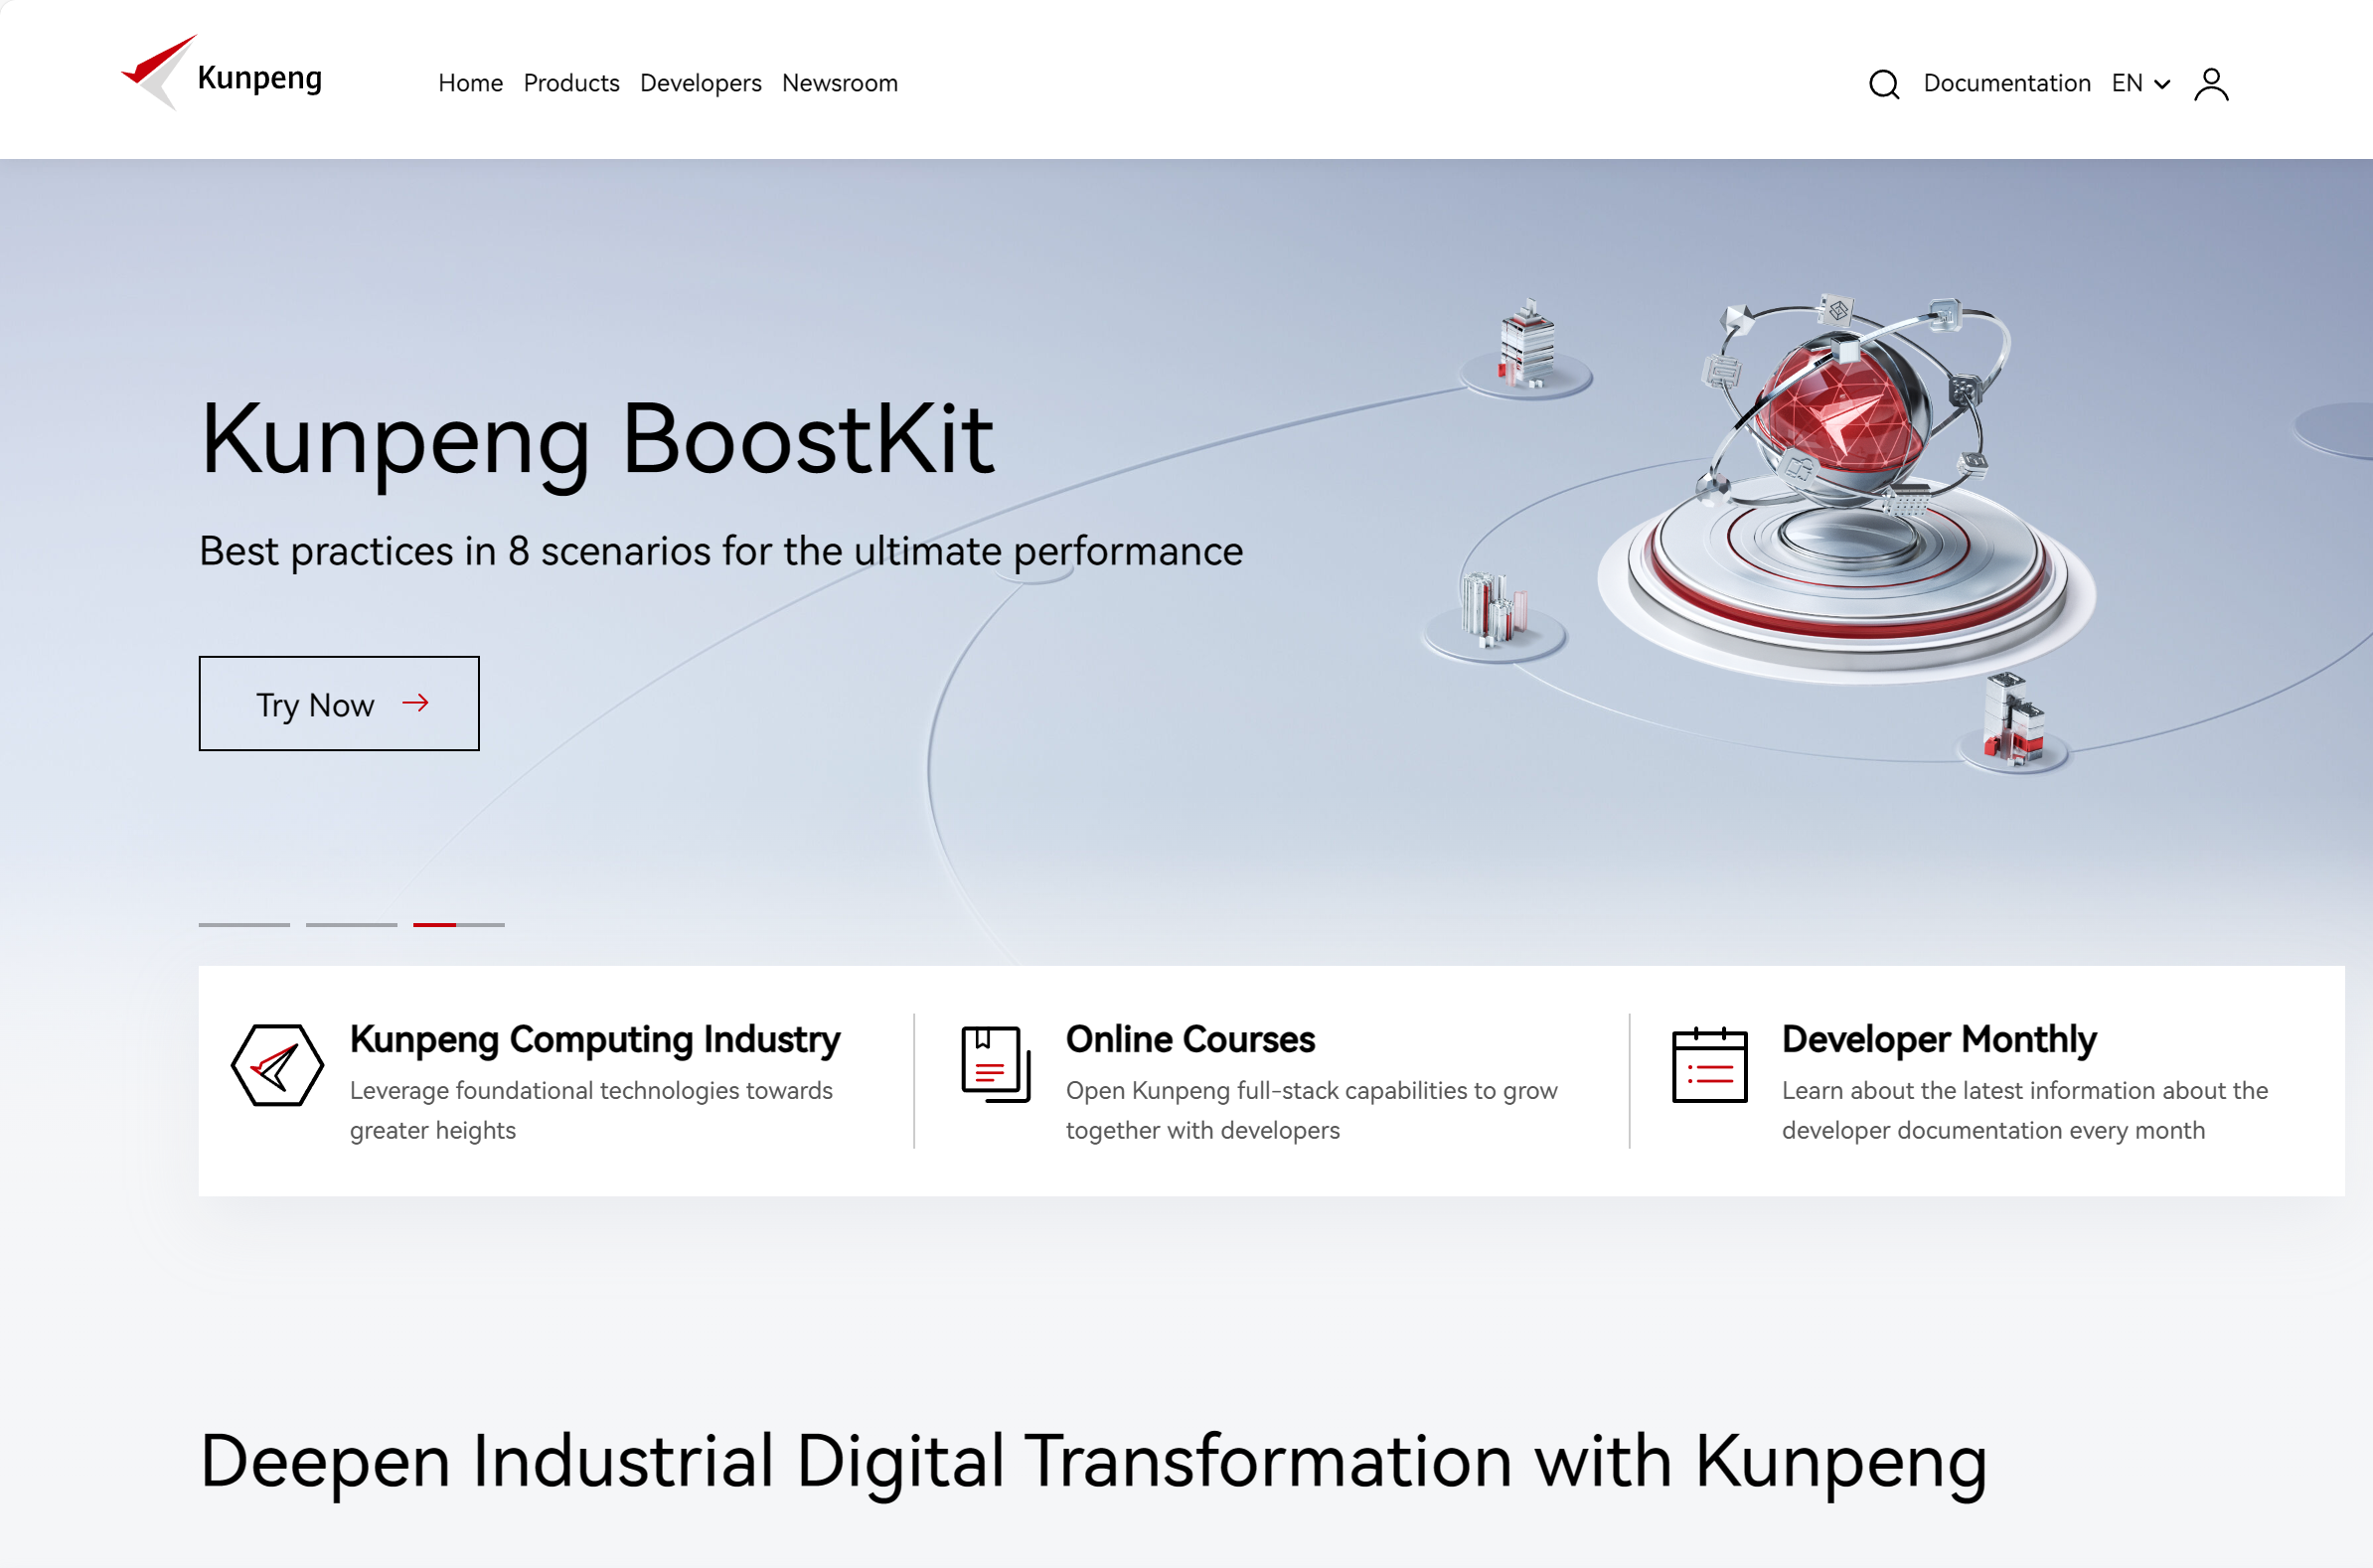 Kunpeng
Home Products Developers Newsroom
Documentation EN
Kunpeng BoostKit
Best practices in 8 scenarios for the ultimate performance
Try Now
Kunpeng Computing Industry
Leverage foundational technologies towards
greater heights
Online Courses
Open Kunpeng full-stack capabilities to grow
together with developers
Developer Monthly
Learn about the latest information about the
developer documentation every month
Deepen Industrial Digital Transformation with Kunpeng